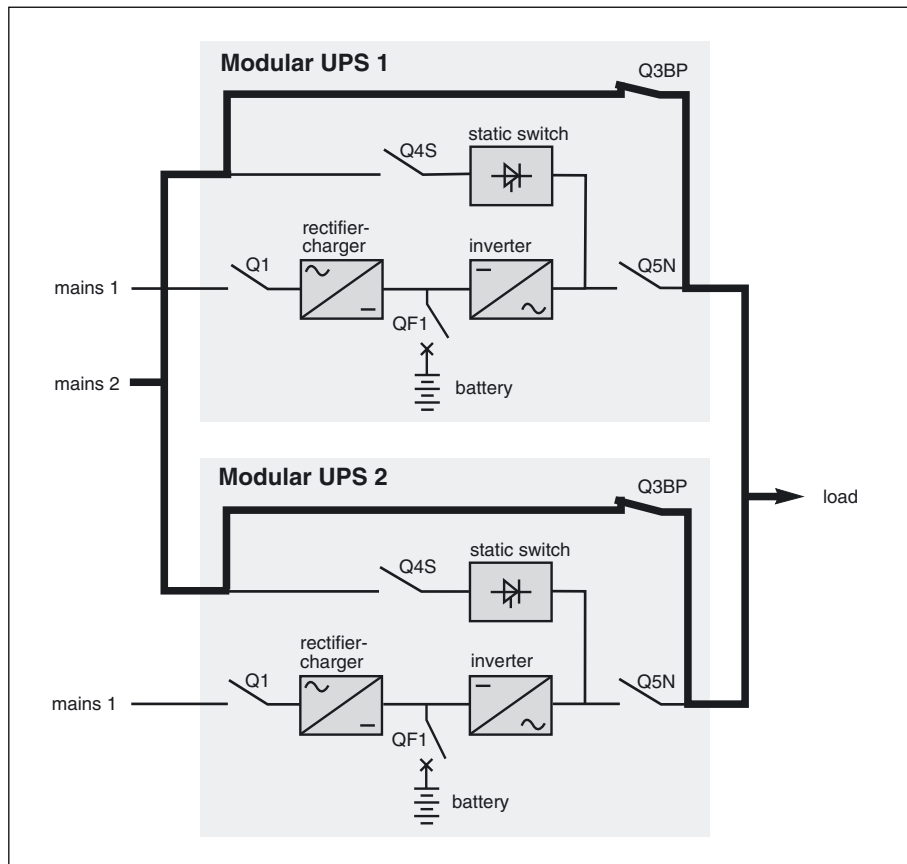 Modular UPS 1
Q3BP
static switch
Q4S
rectifier-
charger
inverter
Q1
Q5N
mains 1
QF1
mains 2
battery
Modular UPS 2
Q3BP
load
static switch
Q4S
rectifier-
charger
inverter
Q1
Q5N
mains 1
QF1
battery